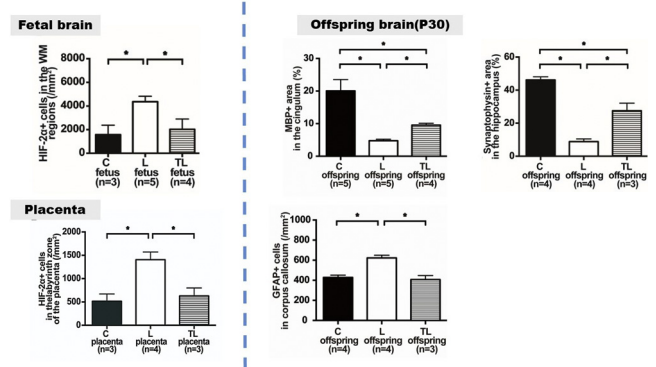 Fetal brain
HIF-2α+ cells in the WM
regions (/mm²)
8000
6000
4000
2000
0
*
*
C
fetus
(n=3)
L
fetus
(n=5)
TL
fetus
(n=4)
Placenta
HIF-2α+ cells
in thelabyrinth zone
of the placenta (/mm²)
2000
1500
1000
500
0
*
*
C
placenta
(n=3)
L
placenta
(n=4)
TL
placenta
(n=3)
Offspring brain(P30)
MBP+ area
in the cingulum
(%)
30
20
10
0
*
*
*
C
offspring
(n=5)
L
offspring
(n=5)
TL
offspring
(n=4)
Synaptophysin+ area
in the hippocampus (%)
60
40
20
0
*
*
*
C
offspring
(n=4)
L
offspring
(n=4)
TL
offspring
(n=3)
GFAP+ cells
in corpus callosum (/mm²)
1000
800
600
400
200
0
*
*
C
offspring
(n=4)
L
offspring
(n=4)
TL
offspring
(n=3)